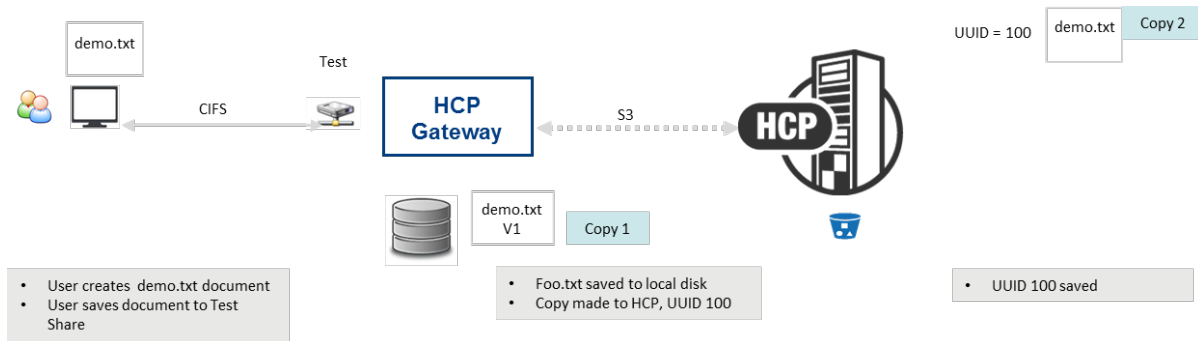 demo.txt
Test
CIFS
HCP
Gateway
S3
HCP
UUID = 100
demo.txt
Copy 2
demo.txt
V1
Copy 1
• User creates demo.txt document
• User saves document to Test
Share
• Foo.txt saved to local disk
• Copy made to HCP, UUID 100
• UUID 100 saved